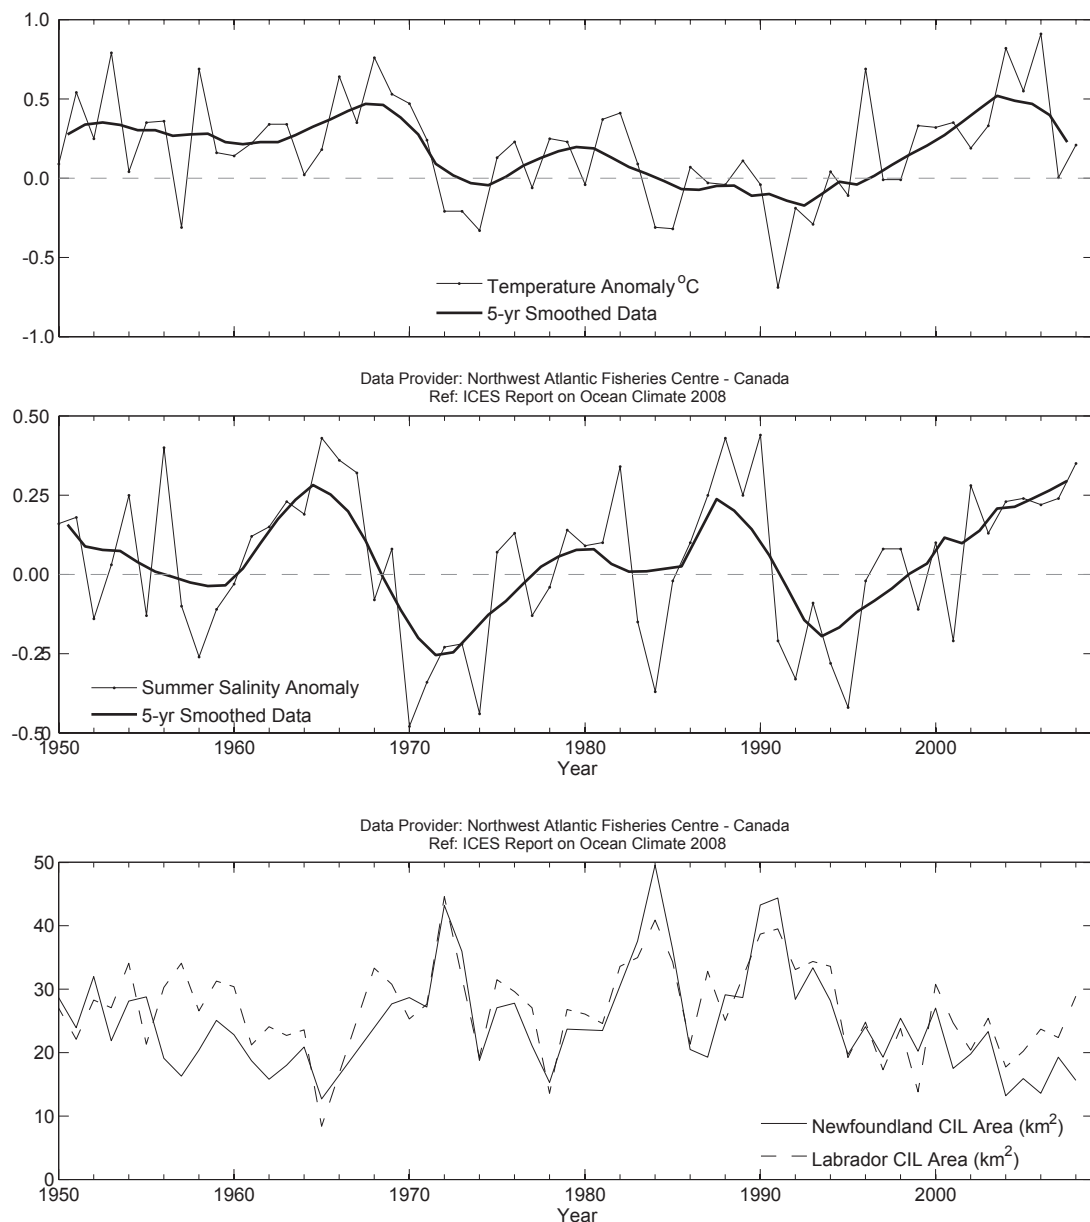 1.0
0.5
0.0
-0.5
-1.0
Temperature Anomaly °C
5-yr Smoothed Data
Data Provider: Northwest Atlantic Fisheries Centre - Canada
Ref: ICES Report on Ocean Climate 2008
0.50
0.25
0.00
-0.25
-0.50
Summer Salinity Anomaly
5-yr Smoothed Data
1950 1960 1970 1980 1990 2000
Year
Data Provider: Northwest Atlantic Fisheries Centre - Canada
Ref: ICES Report on Ocean Climate 2008
50
40
30
20
10
0
Newfoundland CIL Area (km²)
Labrador CIL Area (km²)
1950 1960 1970 1980 1990 2000
Year